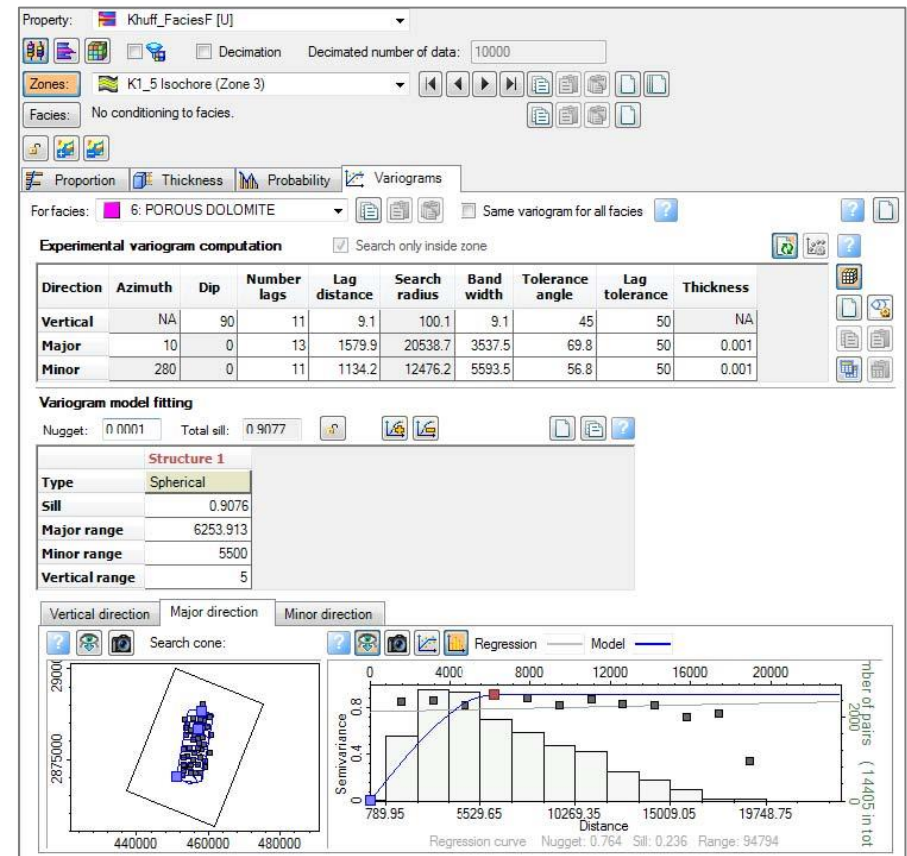 Property: Khuff_FaciesF [U]
Decimation Decimated number of data: 10000
Zones: K1_5 Isochore (Zone 3)
Facies: No conditioning to facies.
Proportion Thickness Probability Variograms
For facies: 6: POROUS DOLOMITE Same variogram for all facies ?
?
Experimental variogram computation Search only inside zone ?
Direction Azimuth Dip Number lags Lag distance Search radius Band width Tolerance angle Lag tolerance Thickness
Vertical NA 90 11 9.1 100.1 9.1 45 50 NA
Major 10 0 13 1579.9 20538.7 3537.5 69.8 50 0.001
Minor 280 0 11 1134.2 12476.2 5593.5 56.8 50 0.001
Variogram model fitting
Nugget: 0.0001 Total sill: 0.9077 ?
Structure 1
Type Spherical
Sill 0.9076
Major range 6253.913
Minor range 5500
Vertical range 5
Vertical direction Major direction Minor direction
? Search cone: ? Regression Model
0 4000 8000 12000 16000 20000
2900
2875000
440000 460000 480000
Semivariance
0 0.4 0.8
mber of pairs (14405 in tot
0 2000
789.95 5529.65 10269.35 15009.05 19748.75
Distance
Regression curve Nugget: 0.764 Sill: 0.236 Range: 94794